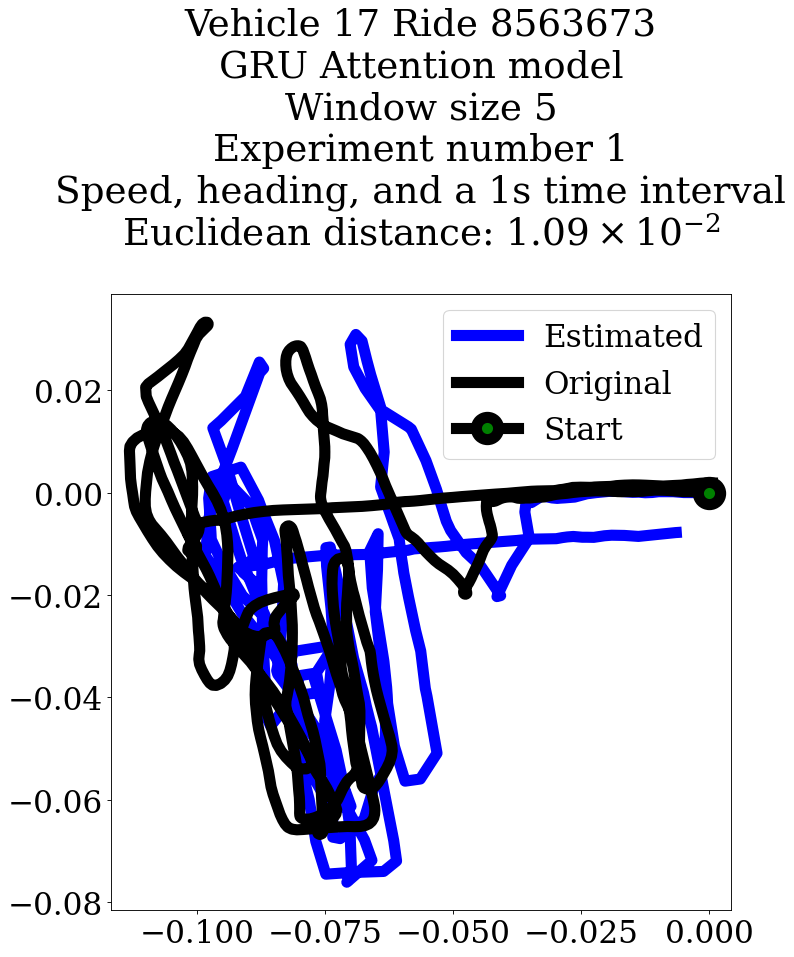 Vehicle 17 Ride 8563673
GRU Attention model
Window size 5
Experiment number 1
Speed, heading, and a 1s time interval
Euclidean distance: 1.09 × 10⁻²
Estimated
Original
Start
0.02
0.00
−0.02
−0.04
−0.06
−0.08
−0.100 −0.075 −0.050 −0.025 0.000